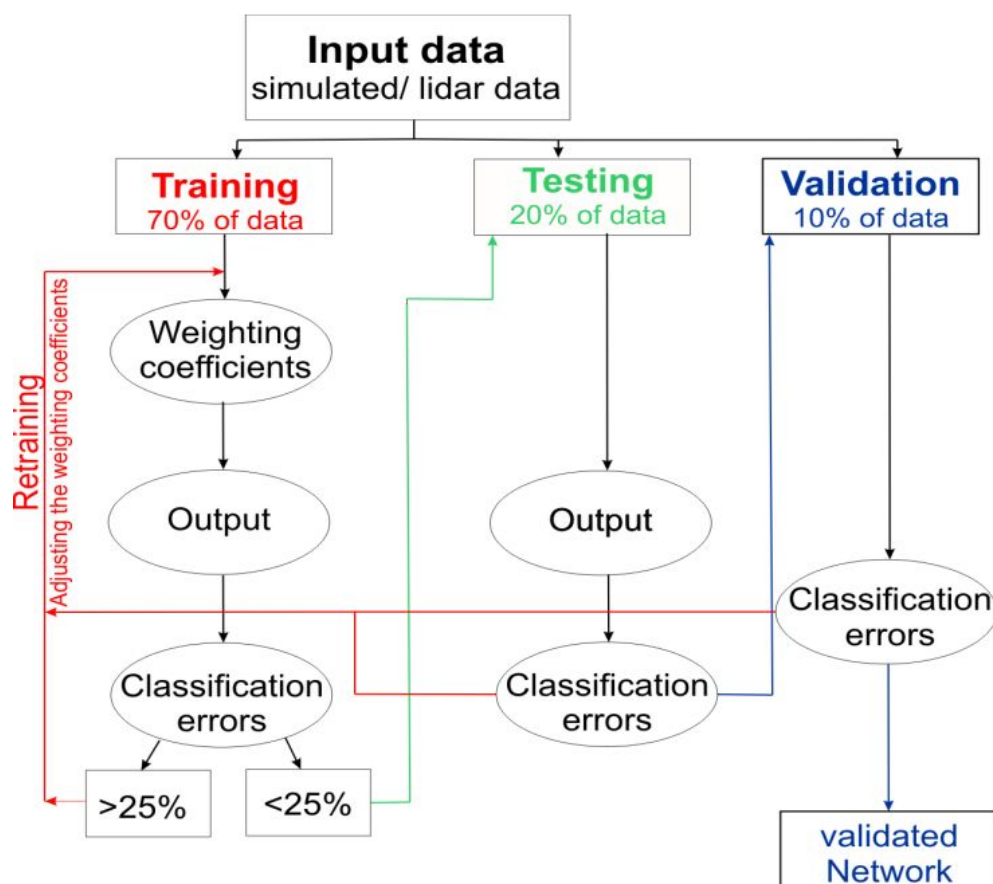 Input data
simulated/ lidar data
Training
70% of data
Testing
20% of data
Validation
10% of data
Retraining
Adjusting the weighting coefficients
Weighting
coefficients
Output
Output
Classification
errors
Classification
errors
Classification
errors
>25%
<25%
validated
Network